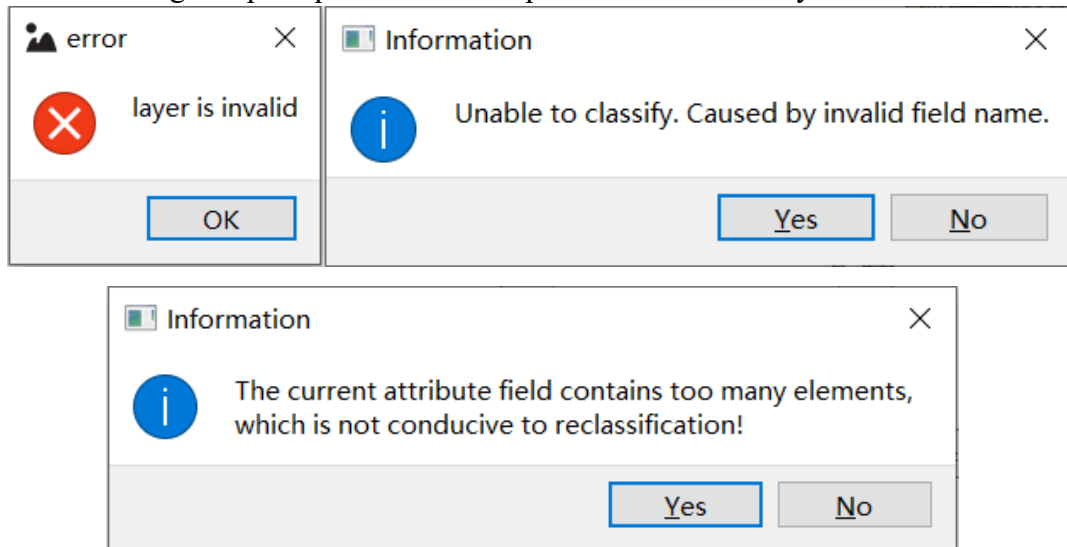 error
layer is invalid
OK
Information
Unable to classify. Caused by invalid field name.
Yes
No
Information
The current attribute field contains too many elements,
which is not conducive to reclassification!
Yes
No